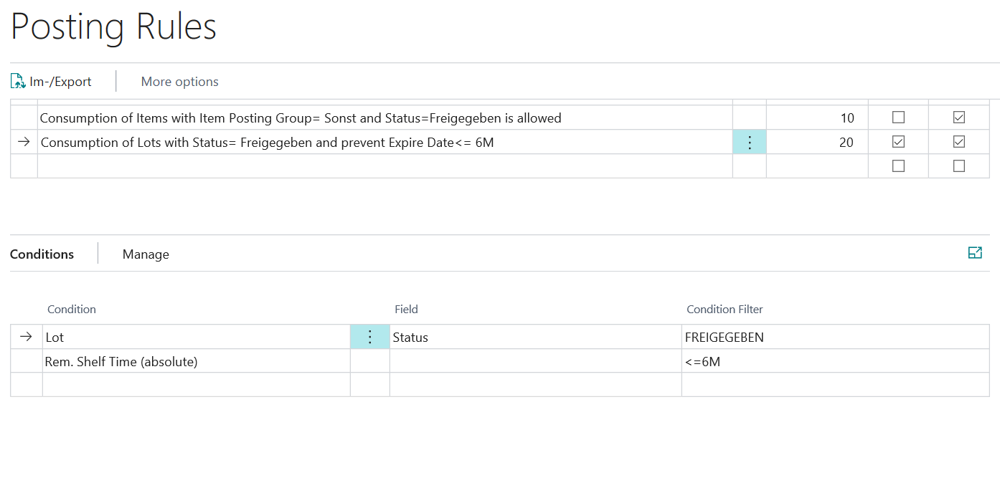 Posting Rules
Im-/Export More options
Consumption of Items with Item Posting Group= Sonst and Status=Freigegeben is allowed 10
Consumption of Lots with Status= Freigegeben and prevent Expire Date<= 6M 20
Conditions Manage
Condition Field Condition Filter
Lot Status FREIGEGEBEN
Rem. Shelf Time (absolute) <=6M